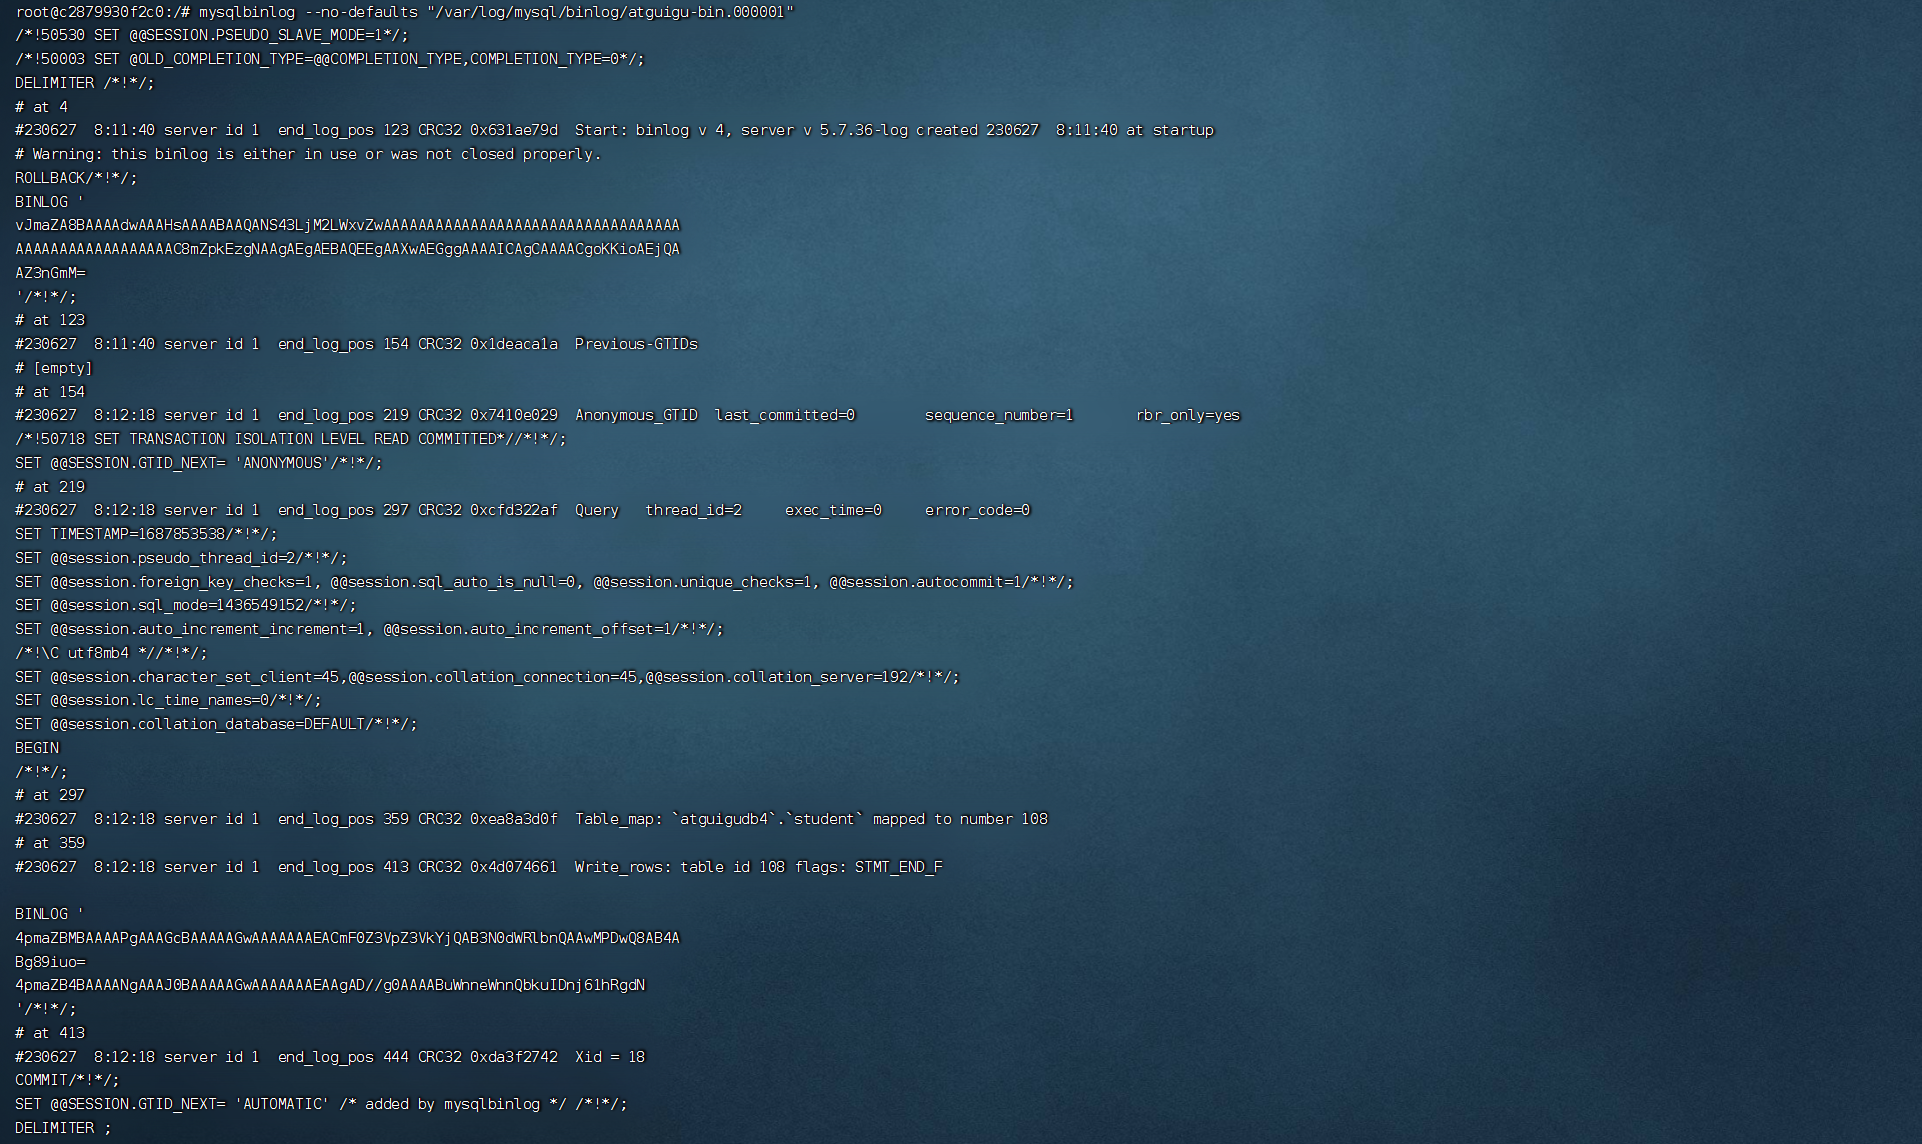 root@c2879930f2c0:/# mysqlbinlog --no-defaults "/var/log/mysql/binlog/atguigu-bin.000001"
/*!50530 SET @@SESSION.PSEUDO_SLAVE_MODE=1*/;
/*!50003 SET @OLD_COMPLETION_TYPE=@@COMPLETION_TYPE,COMPLETION_TYPE=0*/;
DELIMITER /*!*/;
# at 4
#230627  8:11:40 server id 1  end_log_pos 123 CRC32 0x631ae79d  Start: binlog v 4, server v 5.7.36-log created 230627  8:11:40 at startup
# Warning: this binlog is either in use or was not closed properly.
ROLLBACK/*!*/;
BINLOG '
vJmaZA8BAAAAdwAAAHsAAAABAAQANS43LjM2LWxvZwAAAAAAAAAAAAAAAAAAAAAAAAAAAAAAAAAA
AAAAAAAAAAAAAAAAAAC8mZpkEzgNAAgAEgAEBAQEEgAAXwAEGggAAAAICAgCAAAACgoKKioAEjQA
AZ3nGmM=
'/*!*/;
# at 123
#230627  8:11:40 server id 1  end_log_pos 154 CRC32 0x1deaca1a  Previous-GTIDs
# [empty]
# at 154
#230627  8:12:18 server id 1  end_log_pos 219 CRC32 0x7410e029  Anonymous_GTID  last_committed=0        sequence_number=1       rbr_only=yes
/*!50718 SET TRANSACTION ISOLATION LEVEL READ COMMITTED*//*!*/;
SET @@SESSION.GTID_NEXT= 'ANONYMOUS'/*!*/;
# at 219
#230627  8:12:18 server id 1  end_log_pos 297 CRC32 0xcfd322af  Query   thread_id=2     exec_time=0     error_code=0
SET TIMESTAMP=1687853538/*!*/;
SET @@session.pseudo_thread_id=2/*!*/;
SET @@session.foreign_key_checks=1, @@session.sql_auto_is_null=0, @@session.unique_checks=1, @@session.autocommit=1/*!*/;
SET @@session.sql_mode=1436549152/*!*/;
SET @@session.auto_increment_increment=1, @@session.auto_increment_offset=1/*!*/;
/*!\C utf8mb4 *//*!*/;
SET @@session.character_set_client=45,@@session.collation_connection=45,@@session.collation_server=192/*!*/;
SET @@session.lc_time_names=0/*!*/;
SET @@session.collation_database=DEFAULT/*!*/;
BEGIN
/*!*/;
# at 297
#230627  8:12:18 server id 1  end_log_pos 359 CRC32 0xea8a3d0f  Table_map: `atguigudb4`.`student` mapped to number 108
# at 359
#230627  8:12:18 server id 1  end_log_pos 413 CRC32 0x4d074661  Write_rows: table id 108 flags: STMT_END_F
BINLOG '
4pmaZBMBAAAAPgAAAGcBAAAAAGwAAAAAAAEACmF0Z3VpZ3VkYjQAB3N0dWRlbnQAAwMPDwQ8AB4A
Bg89iuo=
4pmaZB4BAAAANgAAAJ0BAAAAAGwAAAAAAAEAAgAD//g0AAAABuWnneWnnQbkuIDnj61hRgdN
'/*!*/;
# at 413
#230627  8:12:18 server id 1  end_log_pos 444 CRC32 0xda3f2742  Xid = 18
COMMIT/*!*/;
SET @@SESSION.GTID_NEXT= 'AUTOMATIC' /* added by mysqlbinlog */ /*!*/;
DELIMITER ;